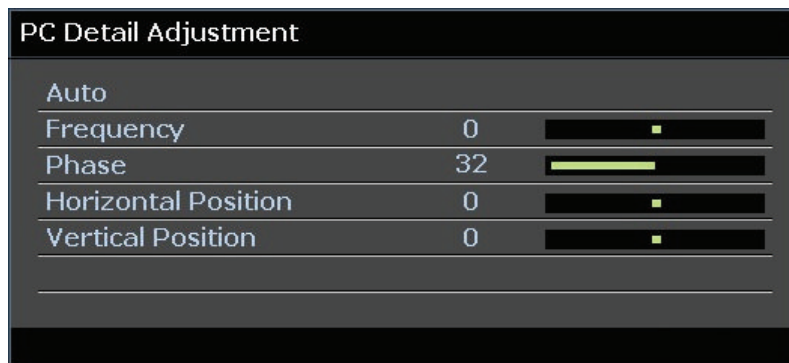 PC Detail Adjustment
Auto
Frequency 0
Phase 32
Horizontal Position 0
Vertical Position 0